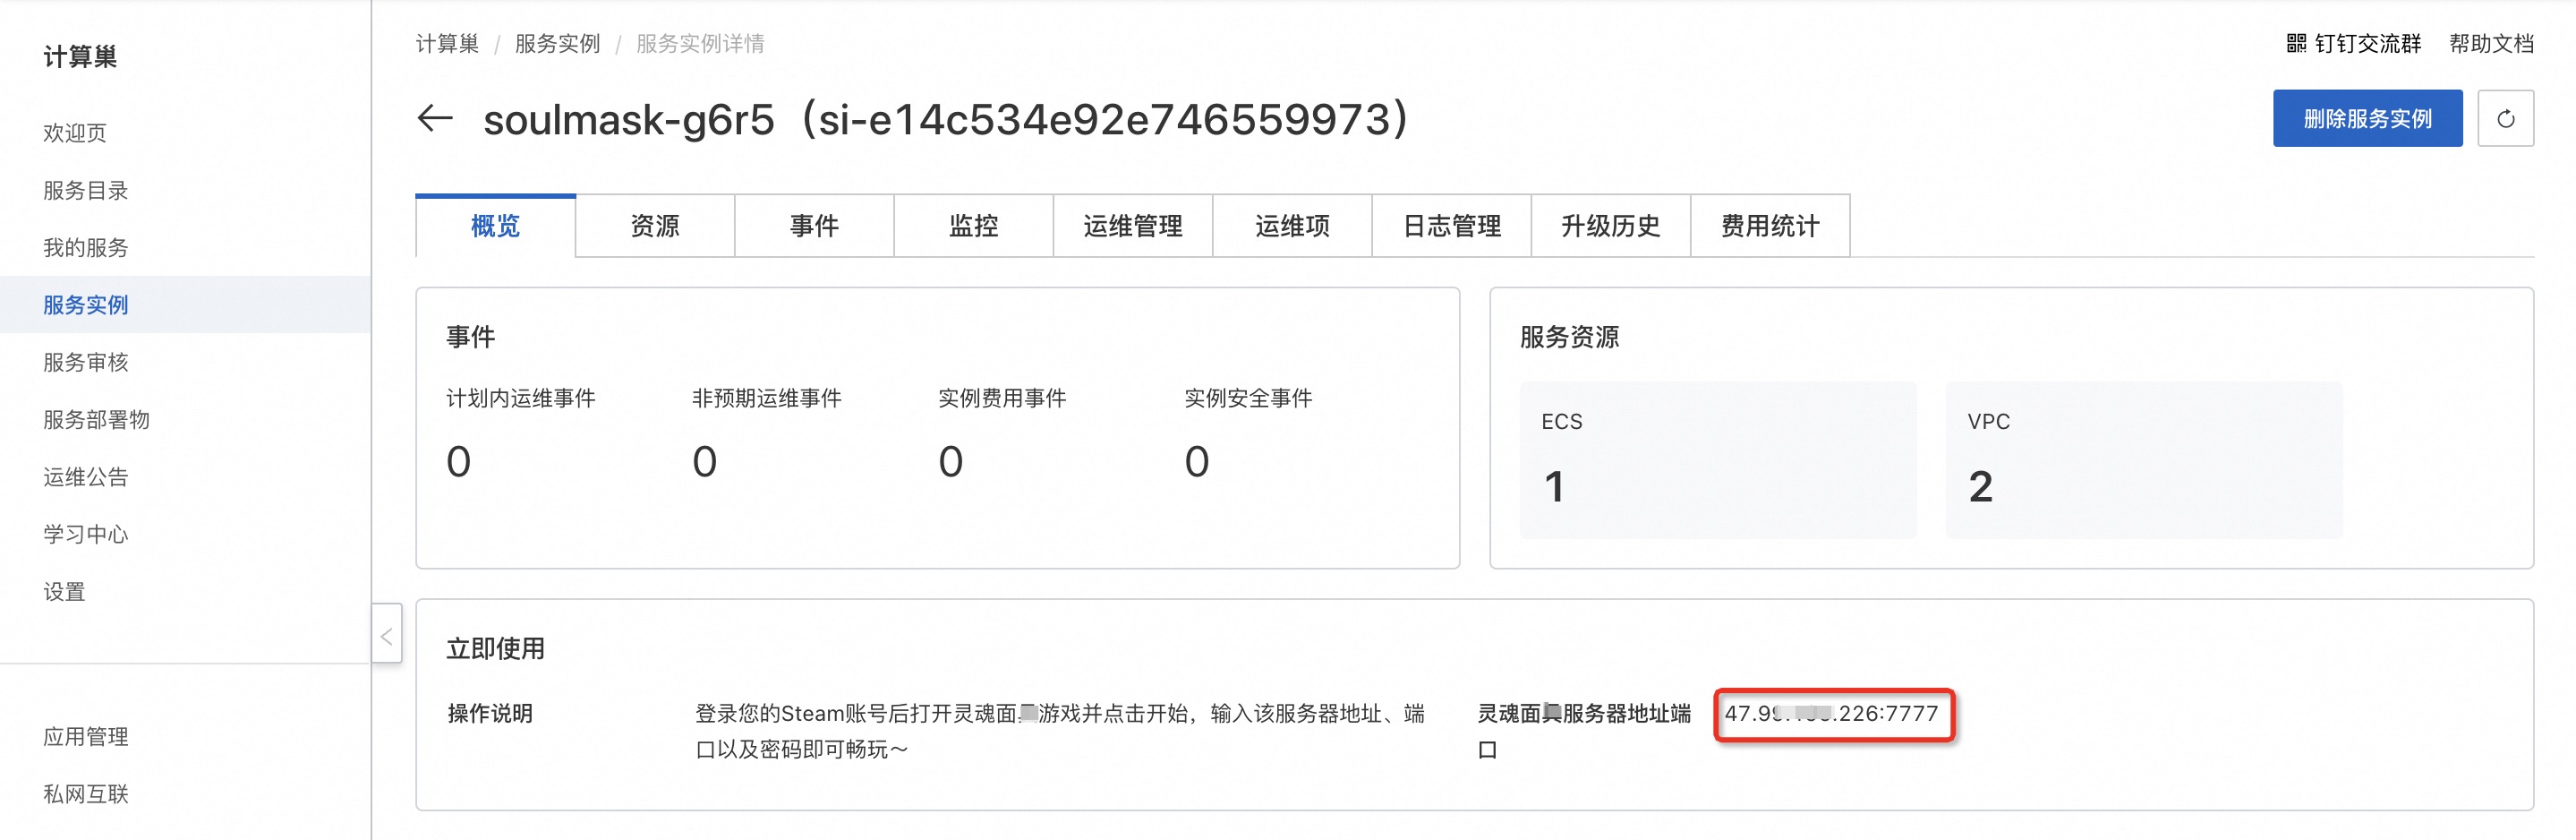 计算巢
欢迎页
服务目录
我的服务
服务实例
服务审核
服务部署物
运维公告
学习中心
设置
应用管理
私网互联
计算巢 / 服务实例 / 服务实例详情
钉钉交流群 帮助文档
← soulmask-g6r5（si-e14c534e92e746559973）
删除服务实例
概览 资源 事件 监控 运维管理 运维项 日志管理 升级历史 费用统计
事件
计划内运维事件 非预期运维事件 实例费用事件 实例安全事件
0 0 0 0
服务资源
ECS VPC
1 2
立即使用
操作说明
登录您的Steam账号后打开灵魂面具游戏并点击开始，输入该服务器地址、端
口以及密码即可畅玩～
灵魂面具服务器地址端
口
47.9 .226:7777